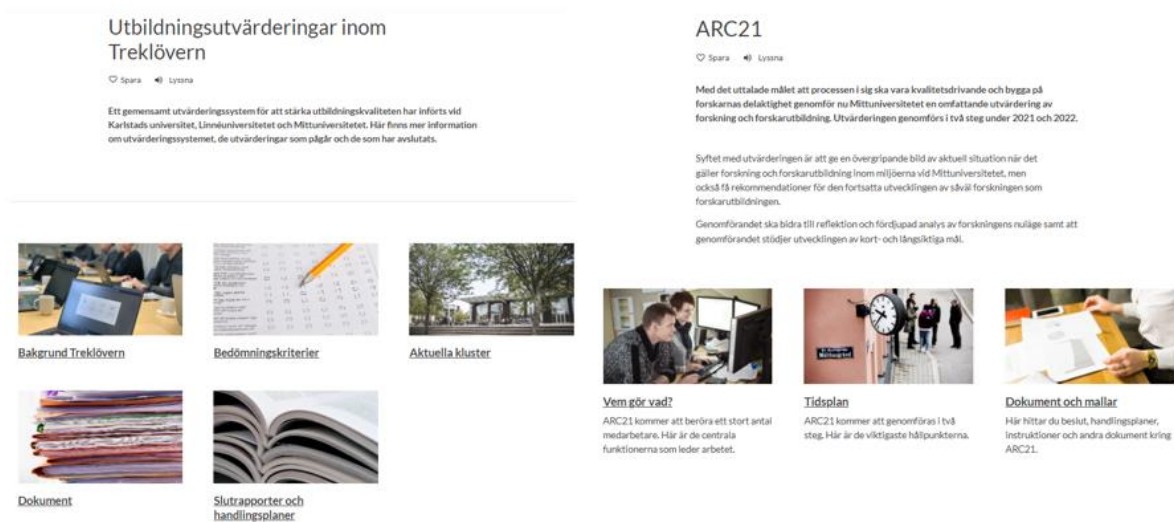 Utbildningsutvärderingar inom
Treklövern
Spara Lyssna
Ett gemensamt utvärderingssystem för att stärka utbildningskvaliteten har införts vid
Karlstads universitet, Linnéuniversitetet och Mittuniversitetet. Här finns mer information
om utvärderingssystemet, de utvärderingar som pågår och de som har avslutats.
Bakgrund Treklövern
Bedömningskriterier
Aktuella kluster
Dokument
Slutrapporter och
handlingsplaner
ARC21
Spara Lyssna
Med det uttalade målet att processen i sig ska vara kvalitetsdrivande och bygga på
forskarnas delaktighet genomför nu Mittuniversitetet en omfattande utvärdering av
forskning och forskarutbildning. Utvärderingen genomförs i två steg under 2021 och 2022.
Syftet med utvärderingen är att ge en övergripande bild av aktuell situation när det
gäller forskning och forskarutbildning inom miljöerna vid Mittuniversitetet, men
också få rekommendationer för den fortsatta utvecklingen av såväl forskningen som
forskarutbildningen.
Genomförandet ska bidra till reflektion och fördjupad analys av forskningens nuläge samt att
genomförandet stödjer utvecklingen av kort- och långsiktiga mål.
Vem gör vad?
ARC21 kommer att beröra ett stort antal
medarbetare. Här är de centrala
funktionerna som leder arbetet.
Tidsplan
ARC21 kommer att genomföras i två
steg. Här är de viktigaste hållpunkterna.
Dokument och mallar
Här hittar du beslut, handlingsplaner,
instruktioner och andra dokument kring
ARC21.